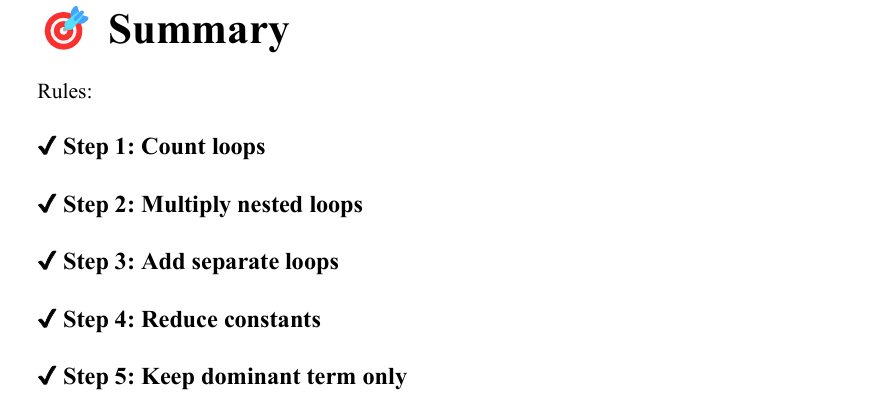 🎯 Summary
Rules:
✔ Step 1: Count loops
✔ Step 2: Multiply nested loops
✔ Step 3: Add separate loops
✔ Step 4: Reduce constants
✔ Step 5: Keep dominant term only